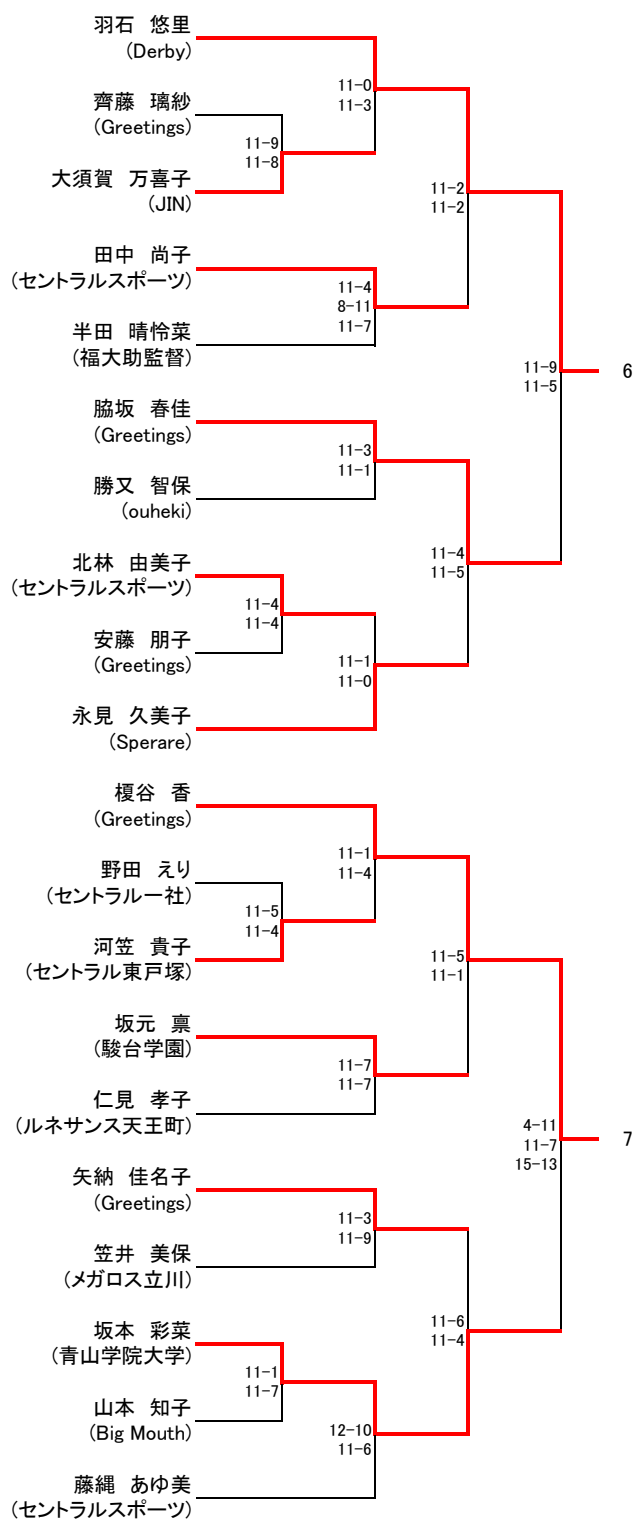 羽石 悠里
(Derby)
11-0
11-3
齊藤 璃紗
(Greetings)
11-9
11-8
大須賀 万喜子
(JIN)
11-2
11-2
田中 尚子
(セントラルスポーツ)
11-4
8-11
11-7
半田 晴怜菜
(福大助監督)
11-9
11-5
6
脇坂 春佳
(Greetings)
11-3
11-1
勝又 智保
(ouheki)
北林 由美子
(セントラルスポーツ)
11-4
11-5
11-4
11-4
安藤 朋子
(Greetings)
11-1
11-0
永見 久美子
(Sperare)
榎谷 香
(Greetings)
11-1
11-4
野田 えり
(セントラル一社)
11-5
11-4
河笠 貴子
(セントラル東戸塚)
11-5
11-1
坂元 禀
(駿台学園)
11-7
11-7
仁見 孝子
(ルネサンス天王町)
4-11
11-7
15-13
7
矢納 佳名子
(Greetings)
11-3
11-9
笠井 美保
(メガロス立川)
坂本 彩菜
(青山学院大学)
11-6
11-4
11-1
11-7
山本 知子
(Big Mouth)
12-10
11-6
藤縄 あゆ美
(セントラルスポーツ)